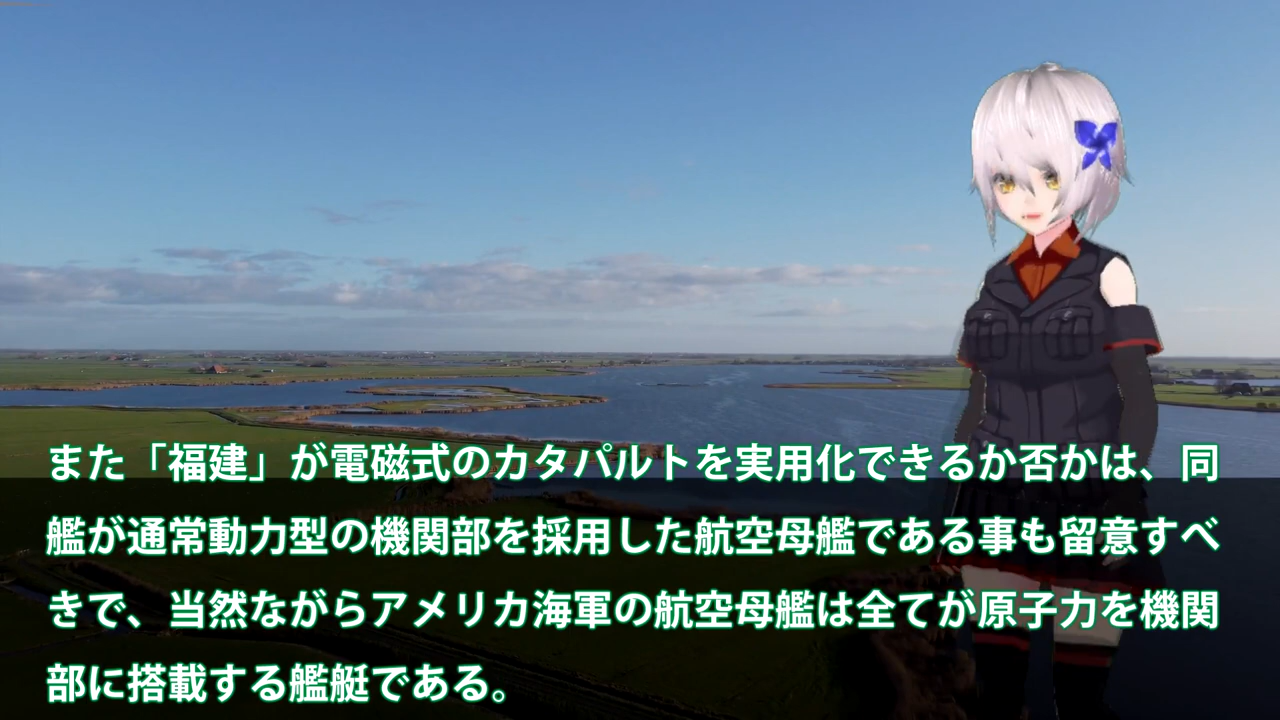 また「福建」が電磁式のカタパルトを実用化できるか否かは、同
艦が通常動力型の機関部を採用した航空母艦である事も留意すべ
きで、当然ながらアメリカ海軍の航空母艦は全てが原子力を機関
部に搭載する艦艇である。